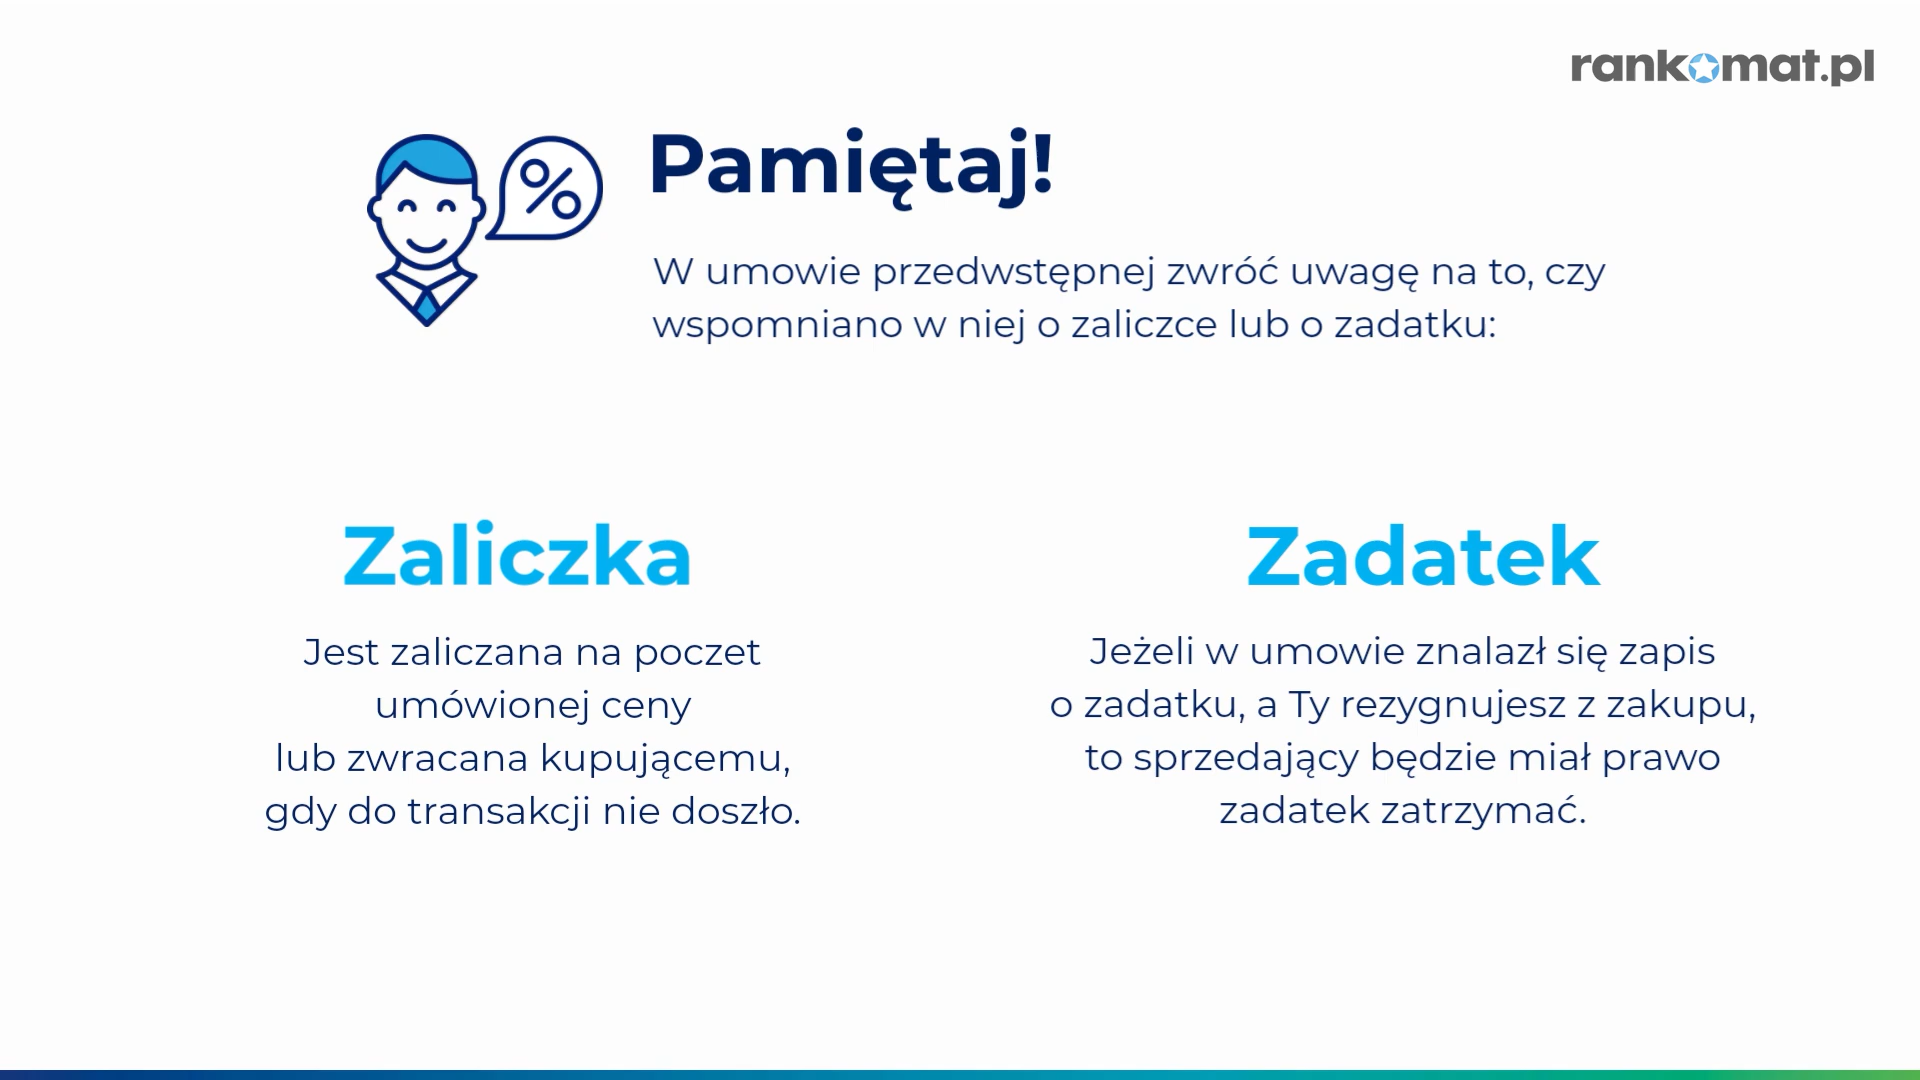 rankomat.pl
Pamiętaj!
W umowie przedwstępnej zwróć uwagę na to, czy
wspomniano w niej o zaliczce lub o zadatku:
Zaliczka
Jest zaliczana na poczet
umówionej ceny
lub zwracana kupującemu,
gdy do transakcji nie doszło.
Zadatek
Jeżeli w umowie znalazł się zapis
o zadatku, a Ty rezygnujesz z zakupu,
to sprzedający będzie miał prawo
zadatek zatrzymać.